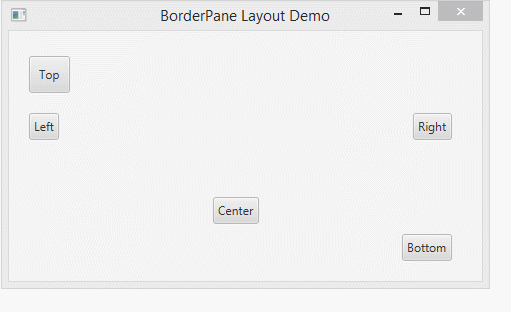 BorderPane Layout Demo
Top
Left
Right
Center
Bottom